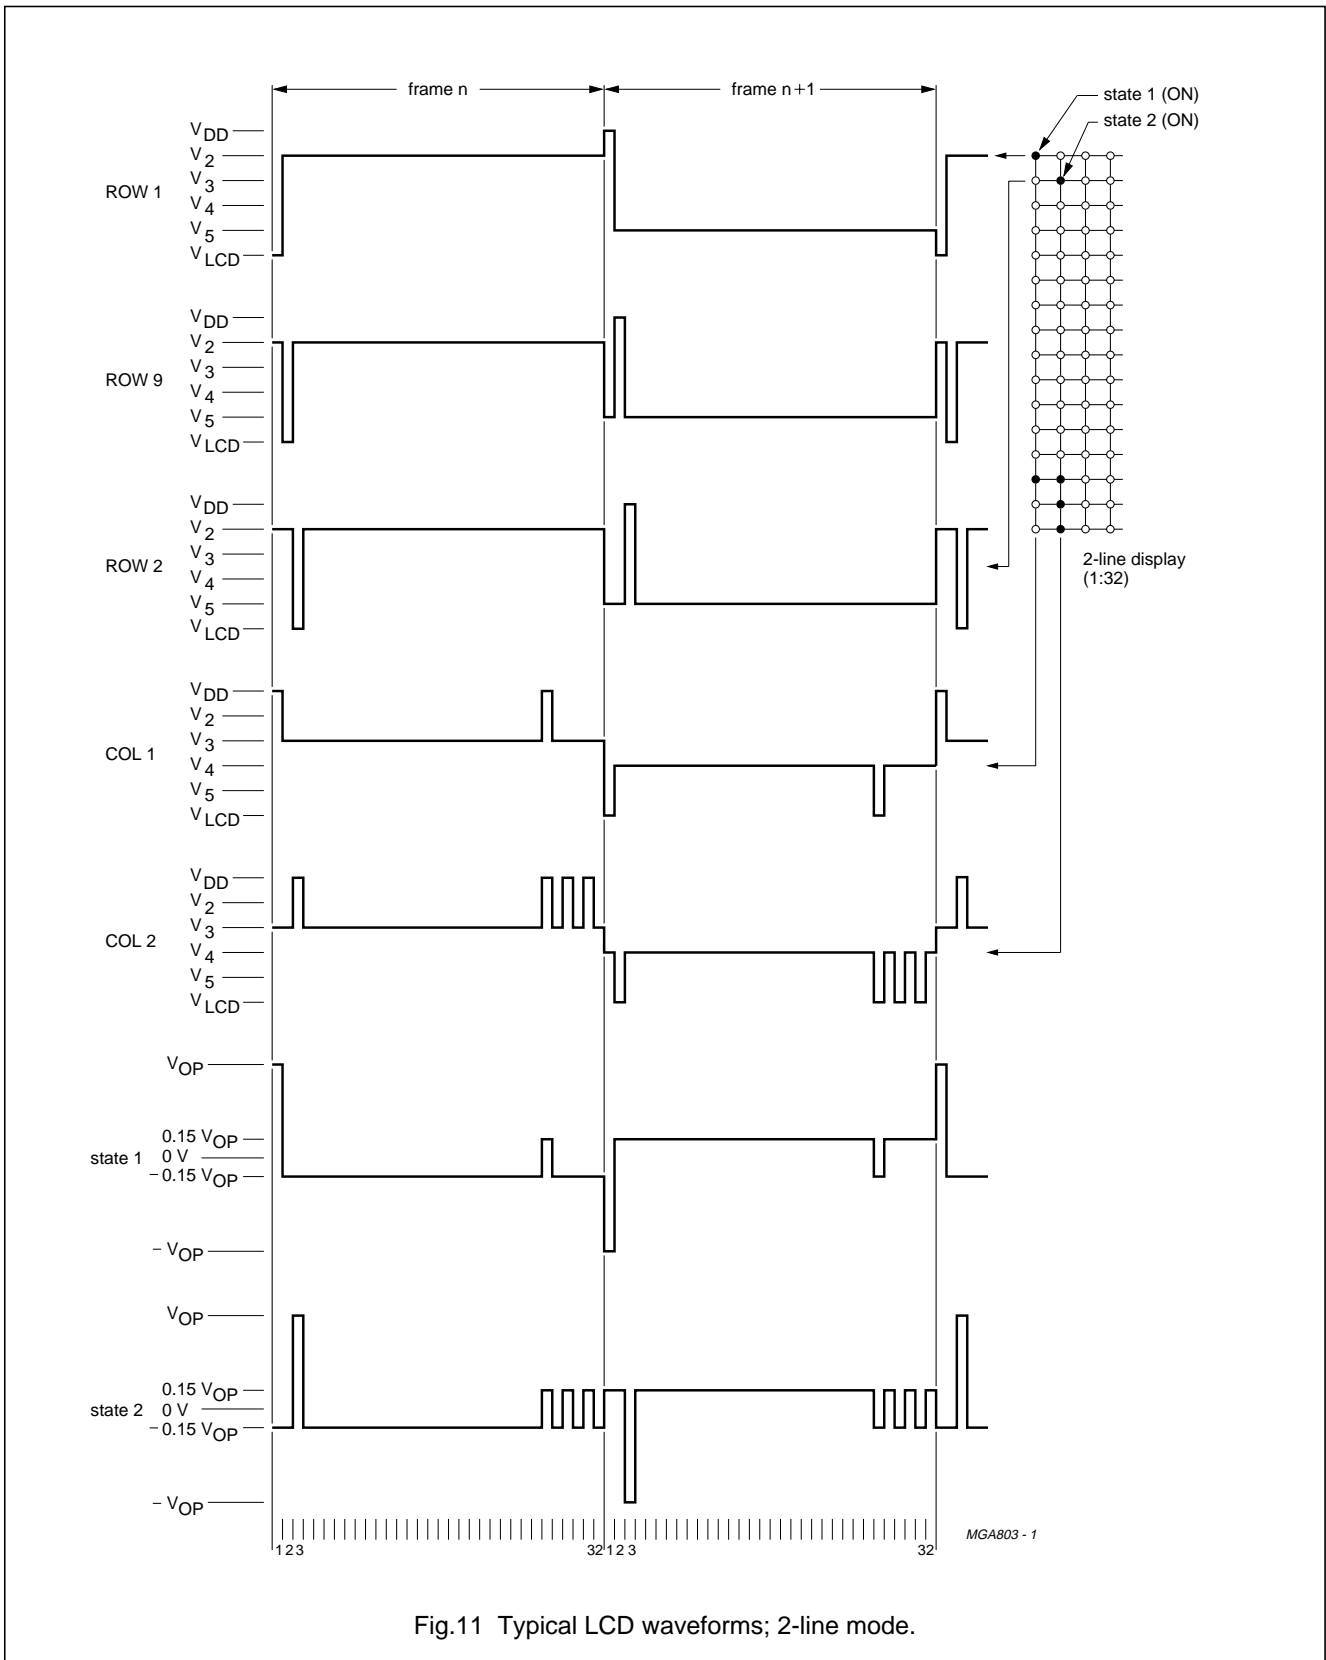 frame n
frame n+1
state 1 (ON)
state 2 (ON)
ROW 1
VDD
V2
V3
V4
V5
VLCD
ROW 9
VDD
V2
V3
V4
V5
VLCD
ROW 2
VDD
V2
V3
V4
V5
VLCD
2-line display
(1:32)
COL 1
VDD
V2
V3
V4
V5
VLCD
COL 2
VDD
V2
V3
V4
V5
VLCD
state 1
VOP
0.15 VOP
0 V
− 0.15 VOP
− VOP
state 2
VOP
0.15 VOP
0 V
− 0.15 VOP
− VOP
1 2 3 32 1 2 3 32
MGA803 - 1
Fig.11 Typical LCD waveforms; 2-line mode.